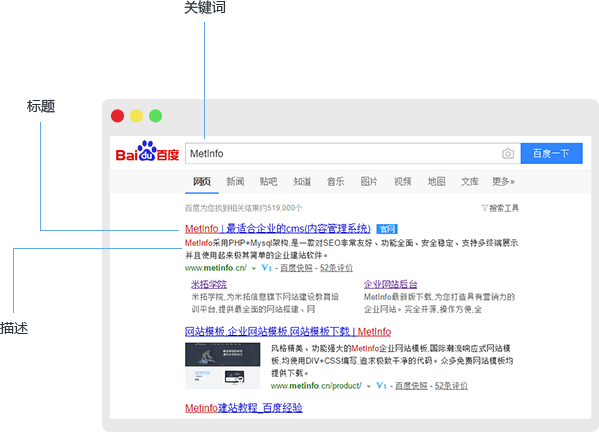 关键词
标题
描述
Bai du 百度
MetInfo
百度一下
网页 新闻 贴吧 知道 音乐 图片 视频 地图 文库 更多»
百度为您找到相关结果约519,000个
搜索工具
MetInfo | 最适合企业的cms(内容管理系统) 官网
MetInfo采用PHP+Mysql架构,是一款对SEO非常友好、功能全面、安全稳定、支持多终端展示
并且使用起来极其简单的企业建站软件。
www.metinfo.cn/ - V1 - 百度快照 - 52条评价
米拓学院
米拓学院,为米拓信息旗下网站建设教育培
训平台,提供最全面的网站搭建、网
企业网站后台
MetInfo最新版下载,为您打造具有营销力的
企业网站。完全开源,操作方便,全
网站模板,企业网站模板,网站模板下载 | MetInfo
风格精美、功能强大的MetInfo企业网站模板,国际潮流响应式网站模
板,均使用DIV+CSS编写,追求极致干净的代码。众多免费网站模板均
提供下载。
www.metinfo.cn/product/ - V1 - 百度快照 - 52条评价
Metinfo建站教程_百度经验